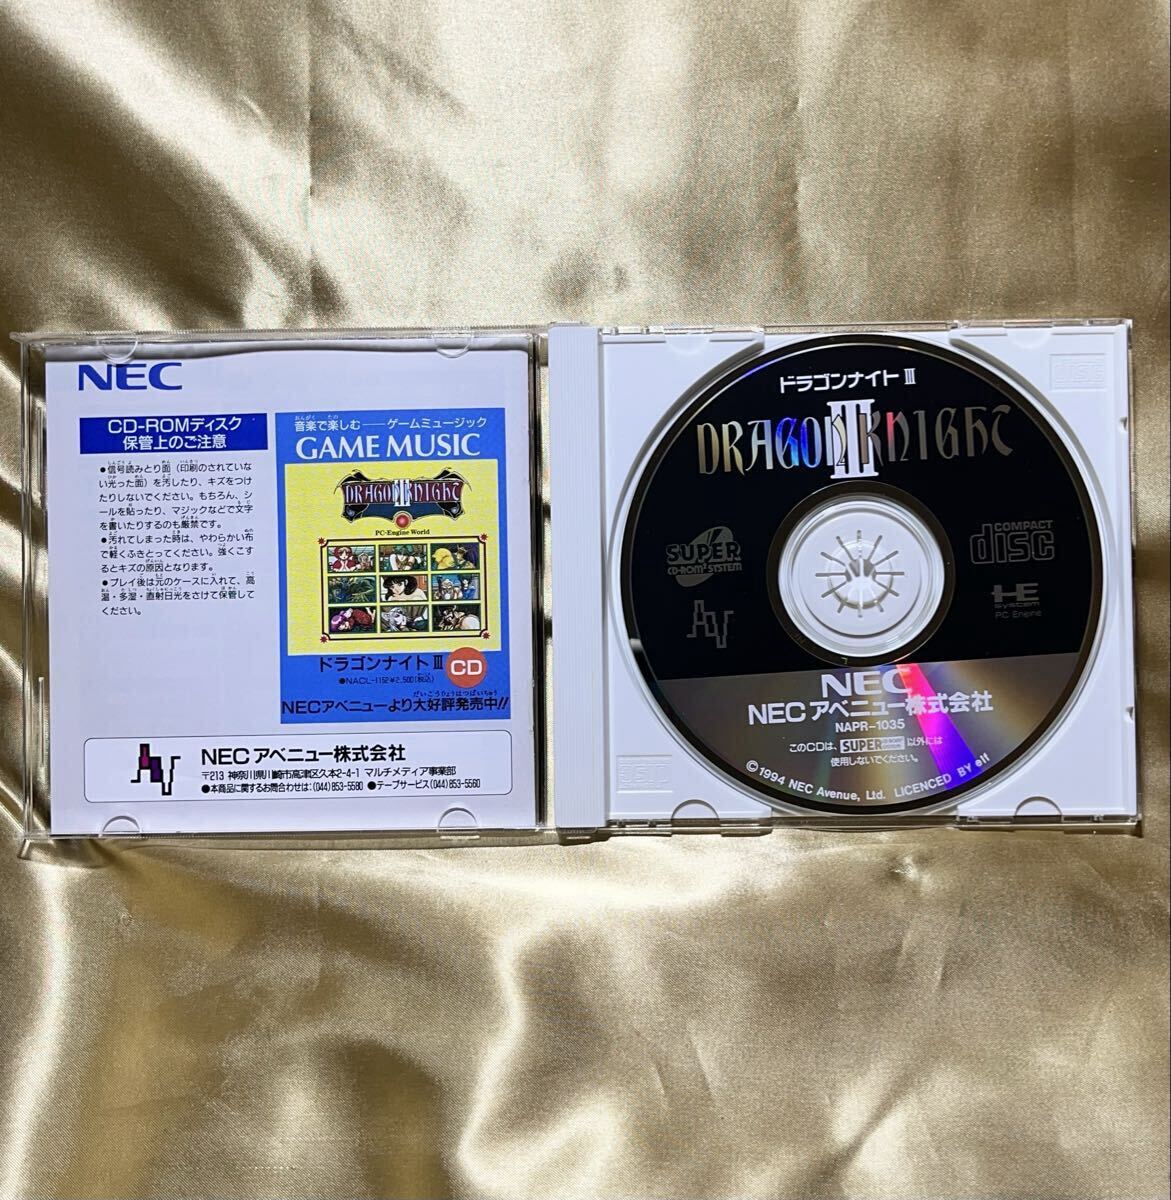 NEC
CD-ROMディスク
保管上のご注意
●信号読みとり面(印刷のされていな
い光った面)を汚したり、キズをつけ
たりしないでください。もちろん、シ
ールを貼ったり、マジックなどで文字
を書いたりするのも厳禁です。
●汚れてしまった時は、やわらかい布
で軽くふきとってください。強くこす
るとキズの原因となります。
●プレイ後は元のケースに入れて、高
温・多湿・直射日光をさけて保管して
ください。
音楽で楽しむ──ゲームミュージック
GAME MUSIC
DRAGON KNIGHT
III
PC-Engine World
ドラゴンナイトIII
CD
●NACL-1152¥2,500(税込)
NECアベニューより大好評発売中!!
NECアベニュー株式会社
〒213 神奈川県川崎市高津区久本2-4-1 マルチメディア事業部
●本商品に関するお問合わせは:(044)853-5580 ●テープサービス(044)853-5560
ドラゴンナイトIII
DRAGON KNIGHT
III
SUPER
CD-ROM² SYSTEM
COMPACT
disc
HE
System
PC Engine
NEC
NECアベニュー株式会社
NAPR-1035
このCDは、SUPER CD-ROM² SYSTEM 以外には
使用しないでください。
©1994 NEC Avenue, Ltd. LICENCED BY elf